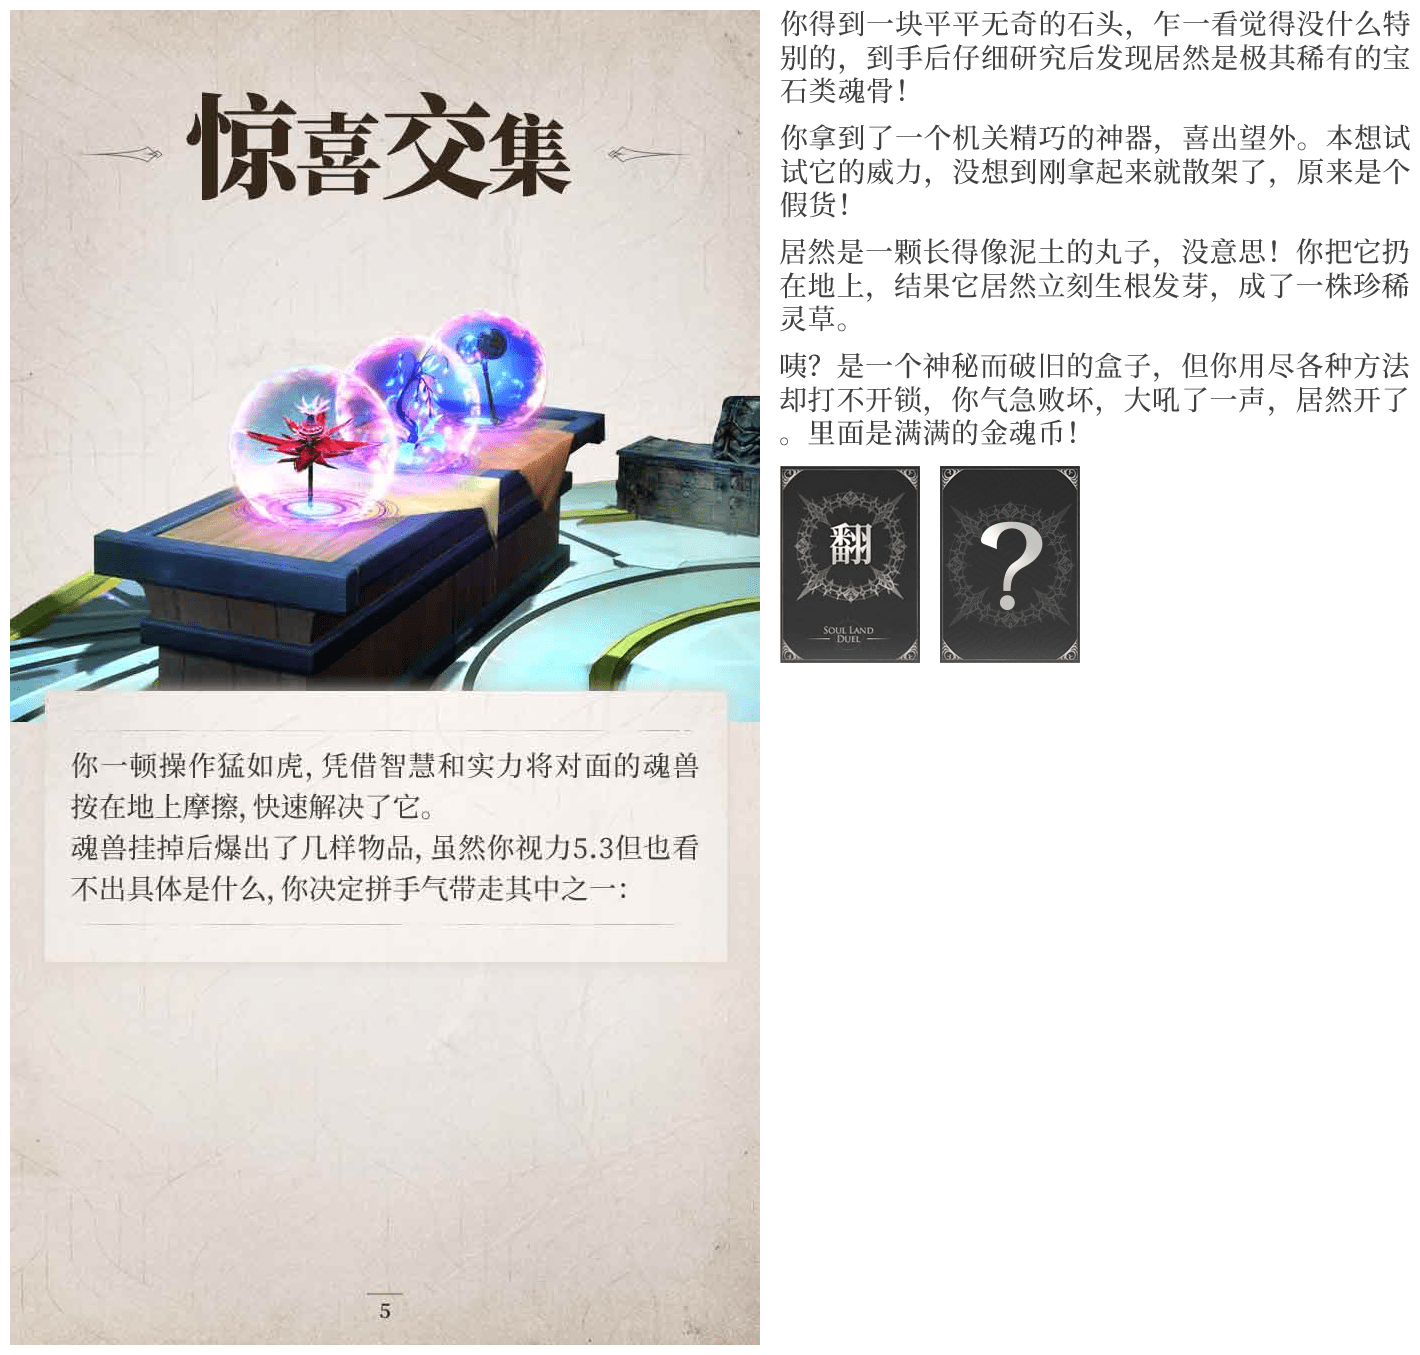 惊喜交集
你一顿操作猛如虎, 凭借智慧和实力将对面的魂兽
按在地上摩擦, 快速解决了它。
魂兽挂掉后爆出了几样物品, 虽然你视力5.3但也看
不出具体是什么, 你决定拼手气带走其中之一：
5
你得到一块平平无奇的石头，乍一看觉得没什么特
别的，到手后仔细研究后发现居然是极其稀有的宝
石类魂骨！
你拿到了一个机关精巧的神器，喜出望外。本想试
试它的威力，没想到刚拿起来就散架了，原来是个
假货！
居然是一颗长得像泥土的丸子，没意思！你把它扔
在地上，结果它居然立刻生根发芽，成了一株珍稀
灵草。
咦？是一个神秘而破旧的盒子，但你用尽各种方法
却打不开锁，你气急败坏，大吼了一声，居然开了
。里面是满满的金魂币！
翻
SOUL LAND
DUEL
?